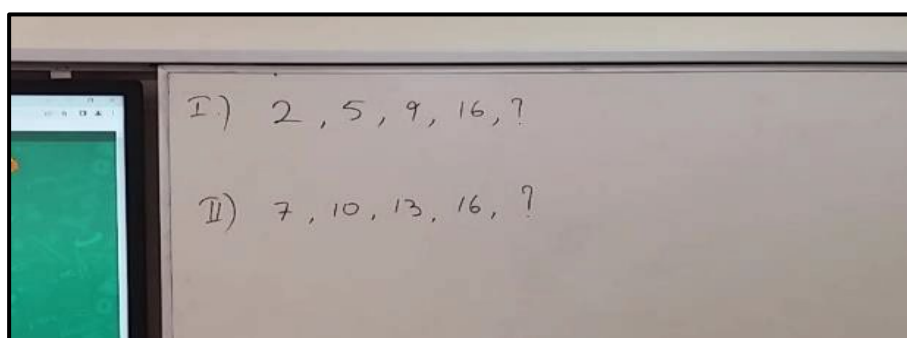 I.) 2, 5, 9, 16, ?
II) 7, 10, 13, 16, ?